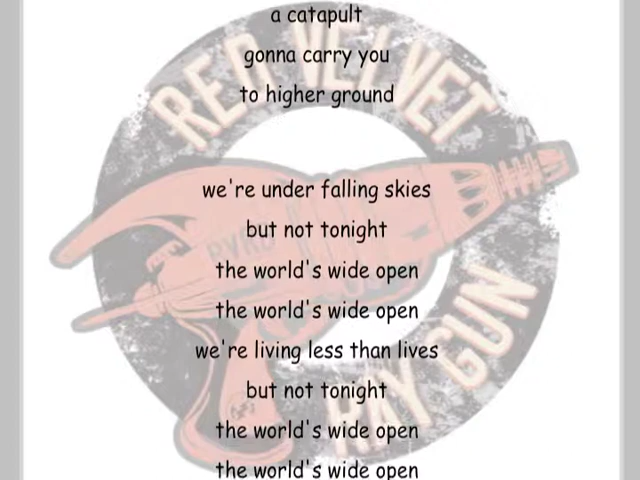 a catapult
gonna carry you
to higher ground
we're under falling skies
but not tonight
the world's wide open
the world's wide open
we're living less than lives
but not tonight
the world's wide open
the world's wide open
RED VELVET
RAY GUN